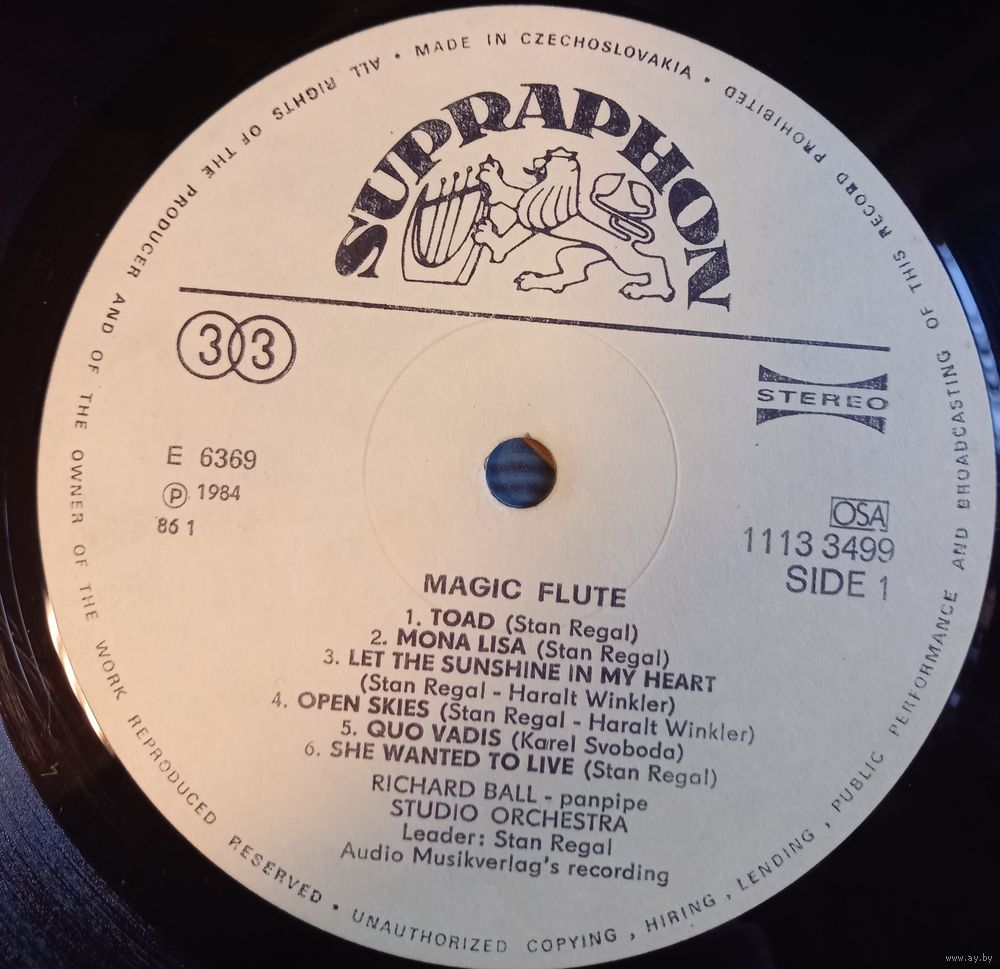 ALL RIGHTS OF THE PRODUCER AND OF THE OWNER OF THE WORK REPRODUCED RESERVED • UNAUTHORIZED COPYING, HIRING, LENDING, PUBLIC PERFORMANCE AND BROADCASTING OF THIS RECORD PROHIBITED • MADE IN CZECHOSLOVAKIA •
SUPRAPHON
33
STEREO
E 6369
℗ 1984
86 1
OSA
1113 3499
SIDE 1
MAGIC FLUTE
1. TOAD (Stan Regal)
2. MONA LISA (Stan Regal)
3. LET THE SUNSHINE IN MY HEART
(Stan Regal - Haralt Winkler)
4. OPEN SKIES (Stan Regal - Haralt Winkler)
5. QUO VADIS (Karel Svoboda)
6. SHE WANTED TO LIVE (Stan Regal)
RICHARD BALL - panpipe
STUDIO ORCHESTRA
Leader: Stan Regal
Audio Musikverlag's recording
www.ay.by